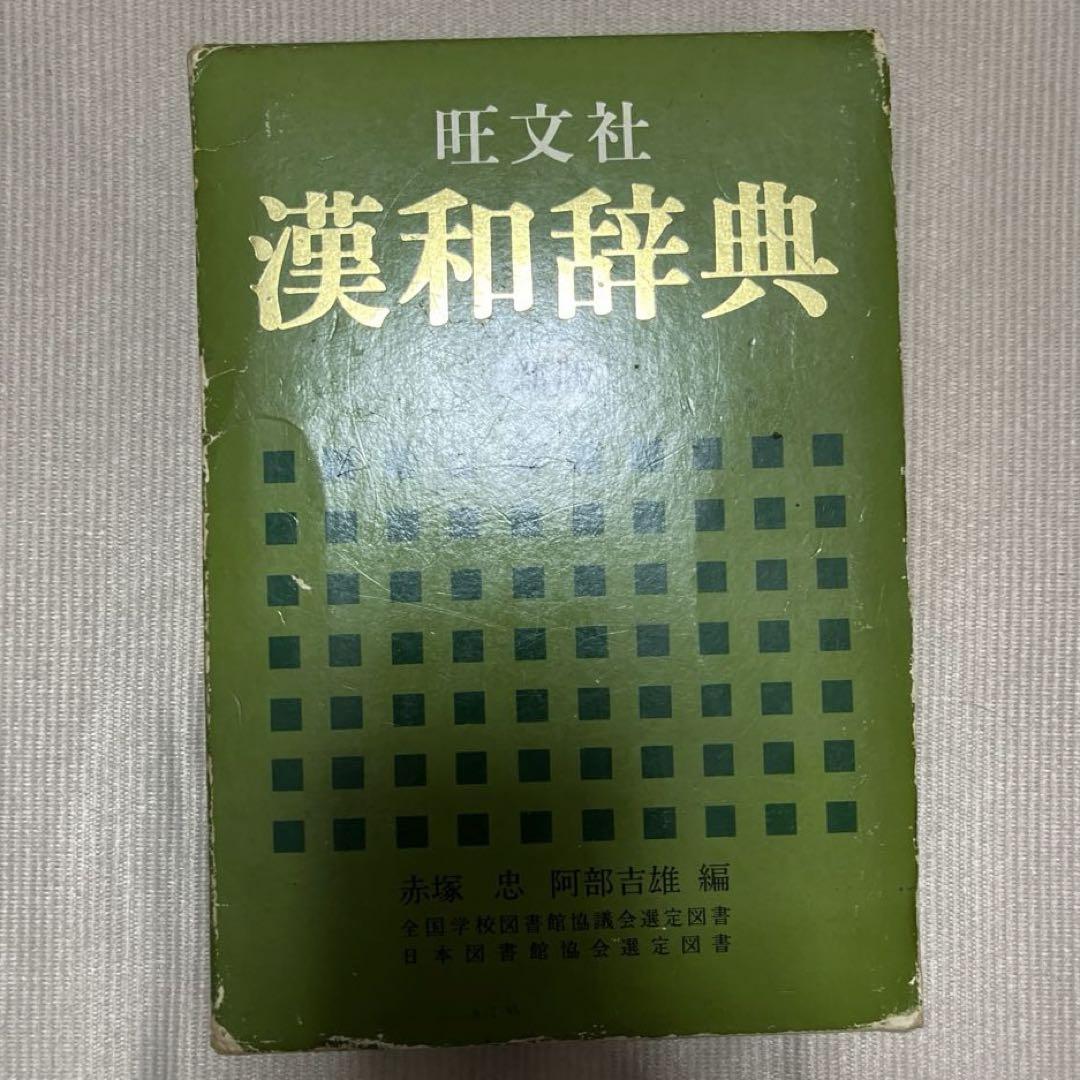 旺文社
漢和辞典
赤塚 忠 阿部吉雄 編
全国学校図書館協議会選定図書
日本図書館協会選定図書